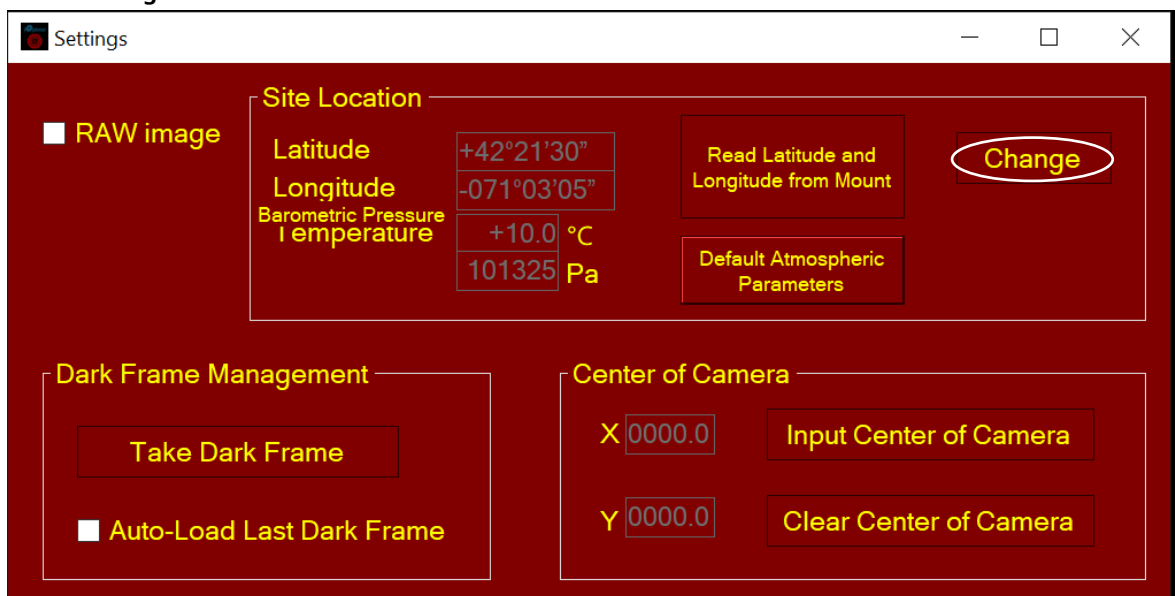 Settings
RAW image
Site Location
Latitude
+42°21'30"
Longitude
-071°03'05"
Barometric Pressure
Temperature
+10.0 °C
101325 Pa
Read Latitude and
Longitude from Mount
Default Atmospheric
Parameters
Change
Dark Frame Management
Take Dark Frame
Auto-Load Last Dark Frame
Center of Camera
X 0000.0
Input Center of Camera
Y 0000.0
Clear Center of Camera